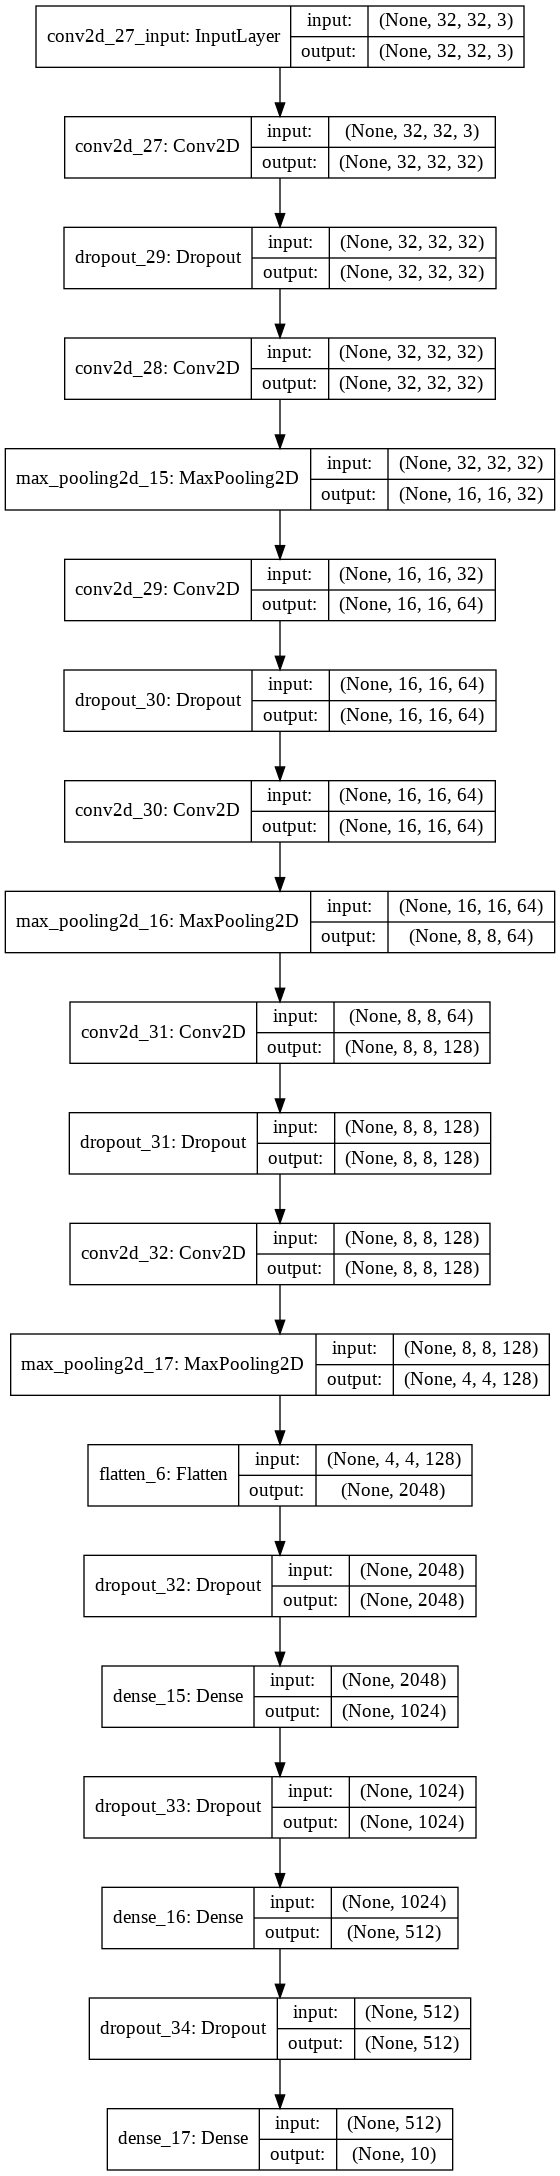 conv2d_27_input: InputLayer input: (None, 32, 32, 3)
output: (None, 32, 32, 3)
conv2d_27: Conv2D input: (None, 32, 32, 3)
output: (None, 32, 32, 32)
dropout_29: Dropout input: (None, 32, 32, 32)
output: (None, 32, 32, 32)
conv2d_28: Conv2D input: (None, 32, 32, 32)
output: (None, 32, 32, 32)
max_pooling2d_15: MaxPooling2D input: (None, 32, 32, 32)
output: (None, 16, 16, 32)
conv2d_29: Conv2D input: (None, 16, 16, 32)
output: (None, 16, 16, 64)
dropout_30: Dropout input: (None, 16, 16, 64)
output: (None, 16, 16, 64)
conv2d_30: Conv2D input: (None, 16, 16, 64)
output: (None, 16, 16, 64)
max_pooling2d_16: MaxPooling2D input: (None, 16, 16, 64)
output: (None, 8, 8, 64)
conv2d_31: Conv2D input: (None, 8, 8, 64)
output: (None, 8, 8, 128)
dropout_31: Dropout input: (None, 8, 8, 128)
output: (None, 8, 8, 128)
conv2d_32: Conv2D input: (None, 8, 8, 128)
output: (None, 8, 8, 128)
max_pooling2d_17: MaxPooling2D input: (None, 8, 8, 128)
output: (None, 4, 4, 128)
flatten_6: Flatten input: (None, 4, 4, 128)
output: (None, 2048)
dropout_32: Dropout input: (None, 2048)
output: (None, 2048)
dense_15: Dense input: (None, 2048)
output: (None, 1024)
dropout_33: Dropout input: (None, 1024)
output: (None, 1024)
dense_16: Dense input: (None, 1024)
output: (None, 512)
dropout_34: Dropout input: (None, 512)
output: (None, 512)
dense_17: Dense input: (None, 512)
output: (None, 10)